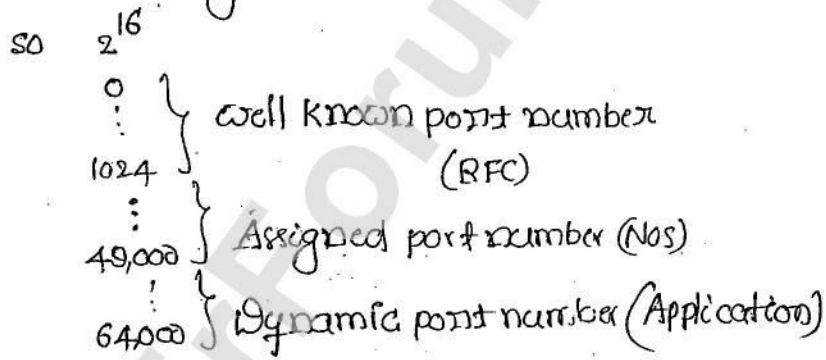 so 2^16
0
⋮ } well known port number
1024 (RFC)
⋮
49,000 } Assigned port number (Nos)
⋮
64,000 } Dynamic port number (Application)